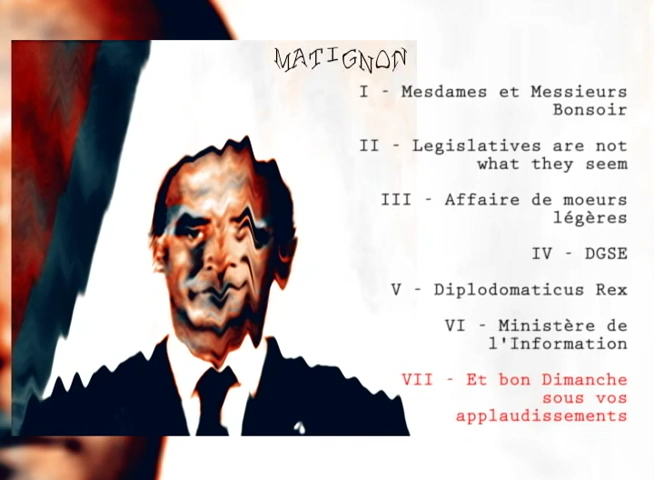 MATIGNON
I - Mesdames et Messieurs
Bonsoir
II - Legislatives are not
what they seem
III - Affaire de moeurs
légères
IV - DGSE
V - Diplodomaticus Rex
VI - Ministère de
l'Information
VII - Et bon Dimanche
sous vos
applaudissements